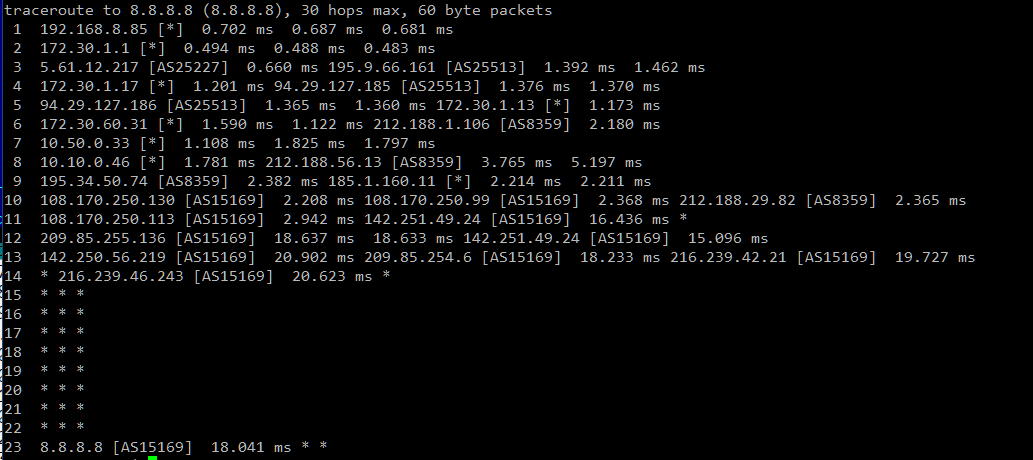 traceroute to 8.8.8.8 (8.8.8.8), 30 hops max, 60 byte packets
1 192.168.8.85 [*] 0.702 ms 0.687 ms 0.681 ms
2 172.30.1.1 [*] 0.494 ms 0.488 ms 0.483 ms
3 5.61.12.217 [AS25227] 0.660 ms 195.9.66.161 [AS25513] 1.392 ms 1.462 ms
4 172.30.1.17 [*] 1.201 ms 94.29.127.185 [AS25513] 1.376 ms 1.370 ms
5 94.29.127.186 [AS25513] 1.365 ms 1.360 ms 172.30.1.13 [*] 1.173 ms
6 172.30.60.31 [*] 1.590 ms 1.122 ms 212.188.1.106 [AS8359] 2.180 ms
7 10.50.0.33 [*] 1.108 ms 1.825 ms 1.797 ms
8 10.10.0.46 [*] 1.781 ms 212.188.56.13 [AS8359] 3.765 ms 5.197 ms
9 195.34.50.74 [AS8359] 2.382 ms 185.1.160.11 [*] 2.214 ms 2.211 ms
10 108.170.250.130 [AS15169] 2.208 ms 108.170.250.99 [AS15169] 2.368 ms 212.188.29.82 [AS8359] 2.365 ms
11 108.170.250.113 [AS15169] 2.942 ms 142.251.49.24 [AS15169] 16.436 ms *
12 209.85.255.136 [AS15169] 18.637 ms 18.633 ms 142.251.49.24 [AS15169] 15.096 ms
13 142.250.56.219 [AS15169] 20.902 ms 209.85.254.6 [AS15169] 18.233 ms 216.239.42.21 [AS15169] 19.727 ms
14 * 216.239.46.243 [AS15169] 20.623 ms *
15 * * *
16 * * *
17 * * *
18 * * *
19 * * *
20 * * *
21 * * *
22 * * *
23 8.8.8.8 [AS15169] 18.041 ms * *